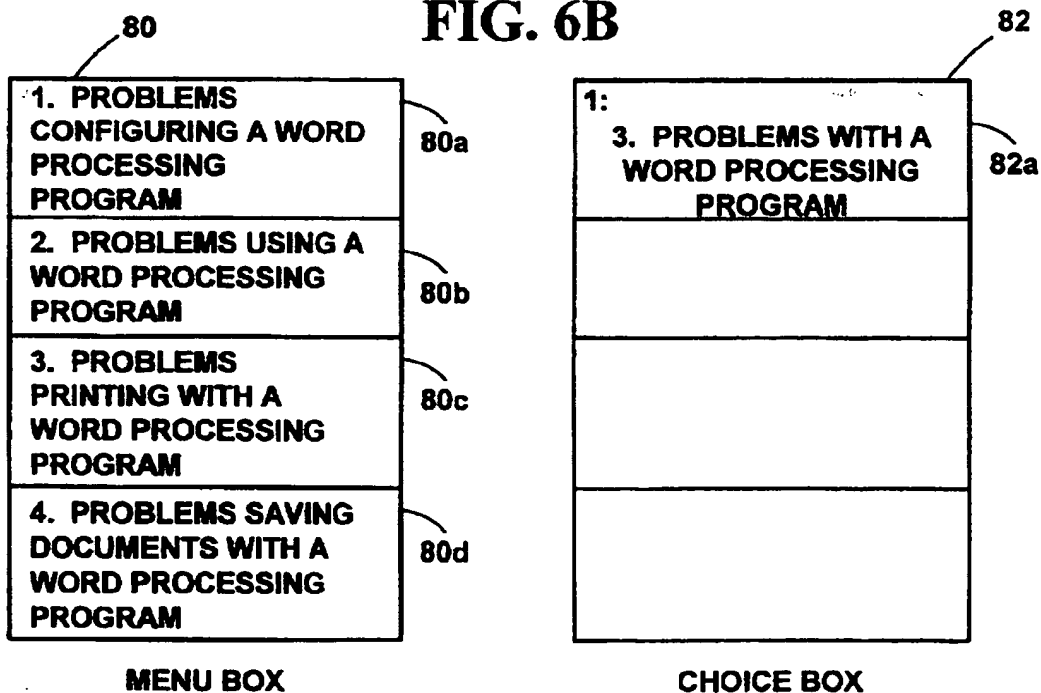 FIG. 6B
80
1. PROBLEMS
CONFIGURING A WORD
PROCESSING
PROGRAM
80a
2. PROBLEMS USING A
WORD PROCESSING
PROGRAM
80b
3. PROBLEMS
PRINTING WITH A
WORD PROCESSING
PROGRAM
80c
4. PROBLEMS SAVING
DOCUMENTS WITH A
WORD PROCESSING
PROGRAM
80d
MENU BOX
82
1:
3. PROBLEMS WITH A
WORD PROCESSING
PROGRAM
82a
CHOICE BOX